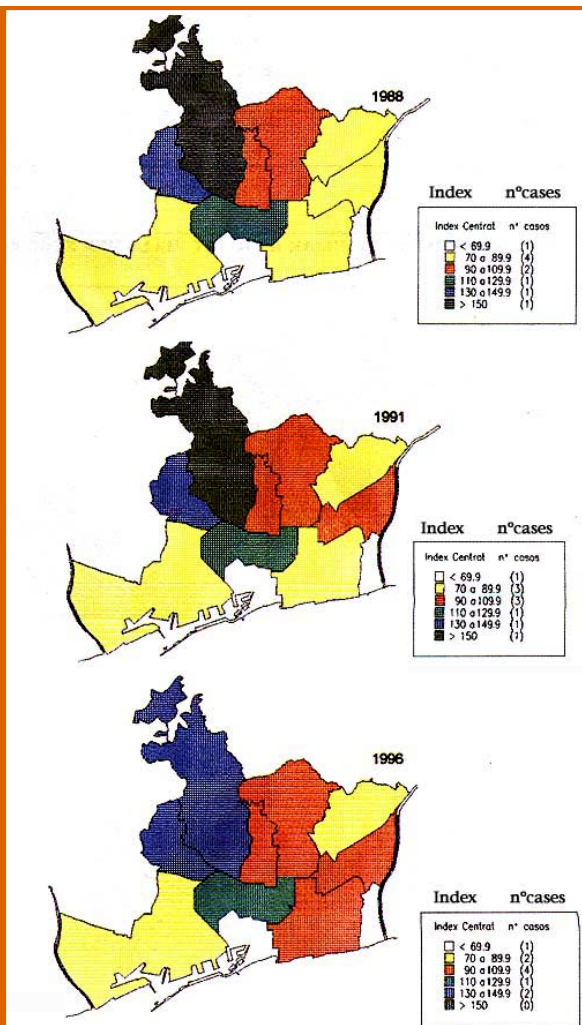 1988
Index n°cases
Index Central n° casos
< 69.9 (1)
70 a 89.9 (4)
90 a 109.9 (2)
110 a 129.9 (1)
130 a 149.9 (1)
> 150 (1)
1991
Index n°cases
Index Central n° casos
< 69.9 (1)
70 a 89.9 (3)
90 a 109.9 (3)
110 a 129.9 (1)
130 a 149.9 (1)
> 150 (1)
1996
Index n°cases
Index Central n° casos
< 69.9 (1)
70 a 89.9 (2)
90 a 109.9 (4)
110 a 129.9 (1)
130 a 149.9 (2)
> 150 (0)